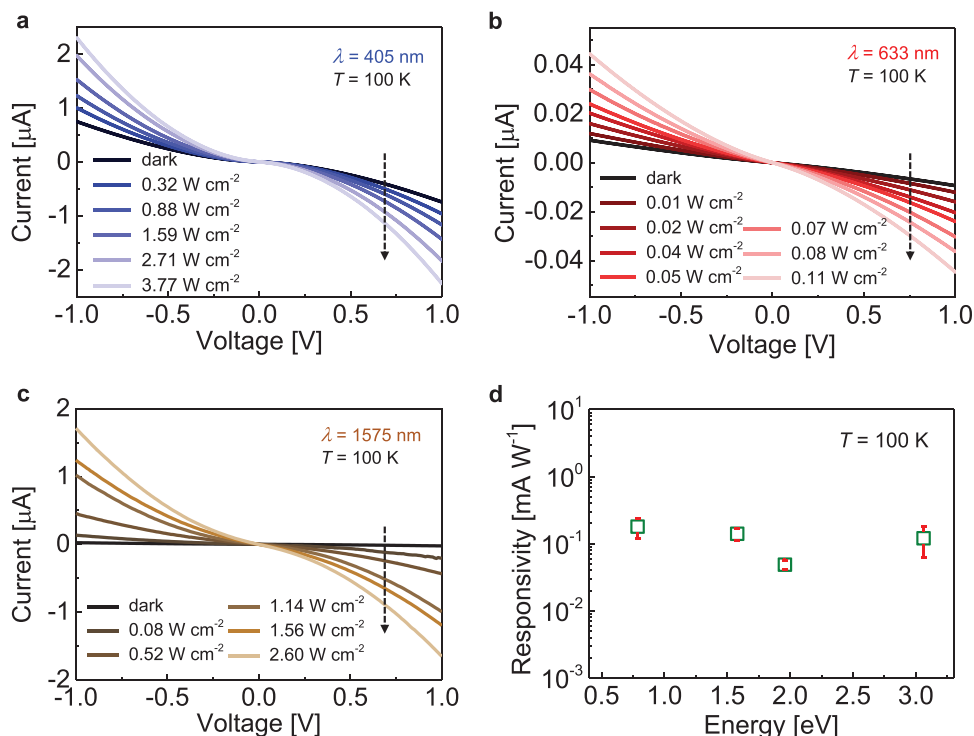 a
λ = 405 nm
T = 100 K
2
1
0
-1
-2
Current [μA]
dark
0.32 W cm⁻²
0.88 W cm⁻²
1.59 W cm⁻²
2.71 W cm⁻²
3.77 W cm⁻²
-1.0 -0.5 0.0 0.5 1.0
Voltage [V]
b
λ = 633 nm
T = 100 K
0.04
0.02
0.00
-0.02
-0.04
Current [μA]
dark
0.01 W cm⁻²
0.02 W cm⁻²
0.04 W cm⁻²
0.05 W cm⁻²
0.07 W cm⁻²
0.08 W cm⁻²
0.11 W cm⁻²
-1.0 -0.5 0.0 0.5 1.0
Voltage [V]
c
λ = 1575 nm
T = 100 K
2
1
0
-1
-2
Current [μA]
dark
0.08 W cm⁻²
0.52 W cm⁻²
1.14 W cm⁻²
1.56 W cm⁻²
2.60 W cm⁻²
-1.0 -0.5 0.0 0.5 1.0
Voltage [V]
d
T = 100 K
10¹
10⁰
10⁻¹
10⁻²
10⁻³
Responsivity [mA W⁻¹]
0.5 1.0 1.5 2.0 2.5 3.0
Energy [eV]